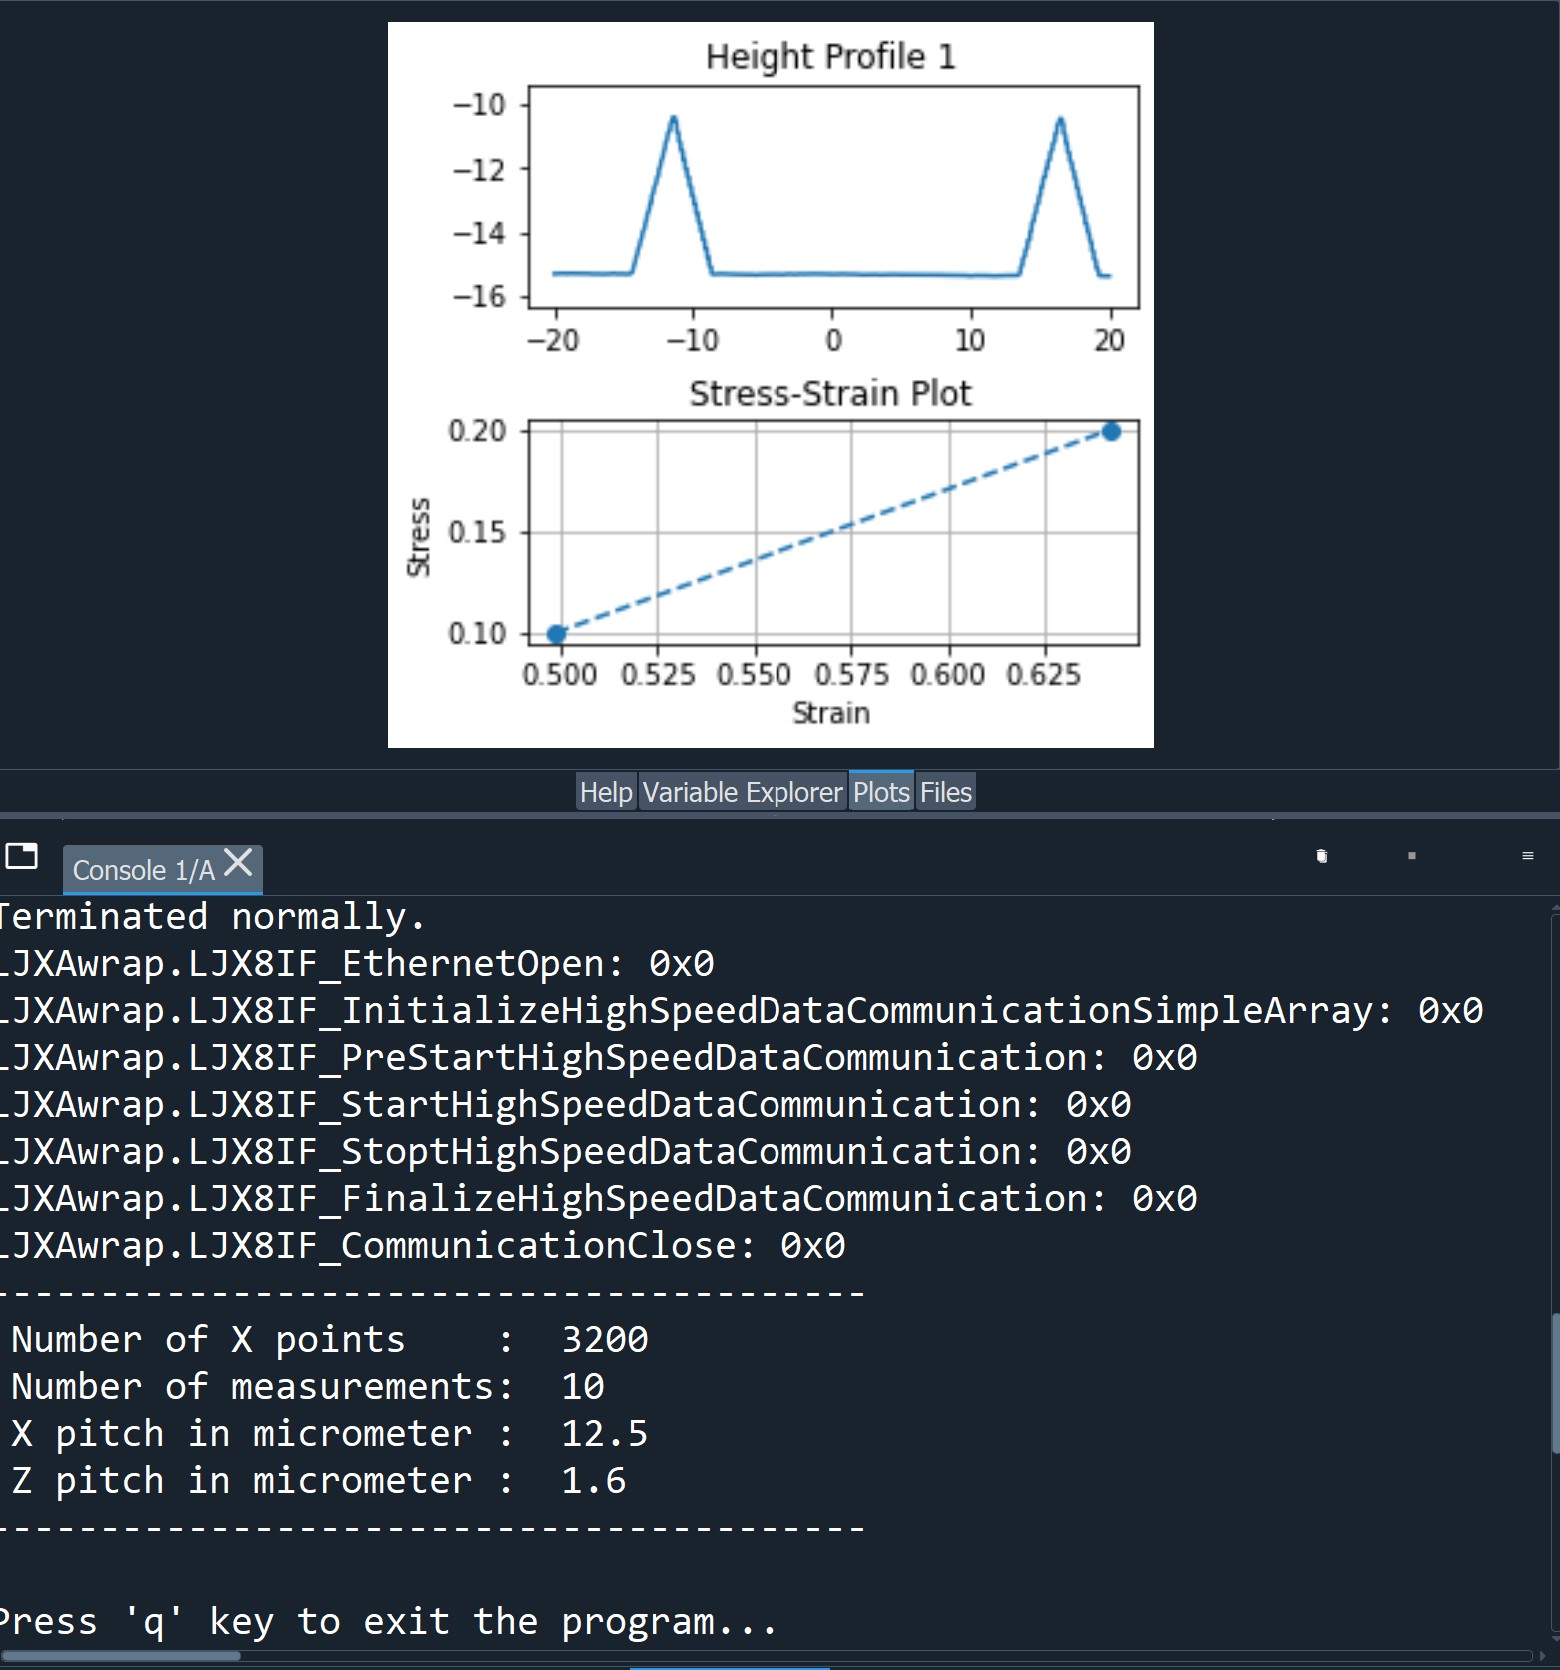 Height Profile 1
−10
−12
−14
−16
−20 −10 0 10 20
Stress-Strain Plot
0.20
0.15
0.10
Stress
0.500 0.525 0.550 0.575 0.600 0.625
Strain
Help Variable Explorer Plots Files
Console 1/A
Terminated normally.
LJXAwrap.LJX8IF_EthernetOpen: 0x0
LJXAwrap.LJX8IF_InitializeHighSpeedDataCommunicationSimpleArray: 0x0
LJXAwrap.LJX8IF_PreStartHighSpeedDataCommunication: 0x0
LJXAwrap.LJX8IF_StartHighSpeedDataCommunication: 0x0
LJXAwrap.LJX8IF_StoptHighSpeedDataCommunication: 0x0
LJXAwrap.LJX8IF_FinalizeHighSpeedDataCommunication: 0x0
LJXAwrap.LJX8IF_CommunicationClose: 0x0
----------------------------------------
Number of X points    :  3200
Number of measurements:  10
X pitch in micrometer :  12.5
Z pitch in micrometer :  1.6
----------------------------------------
Press 'q' key to exit the program...